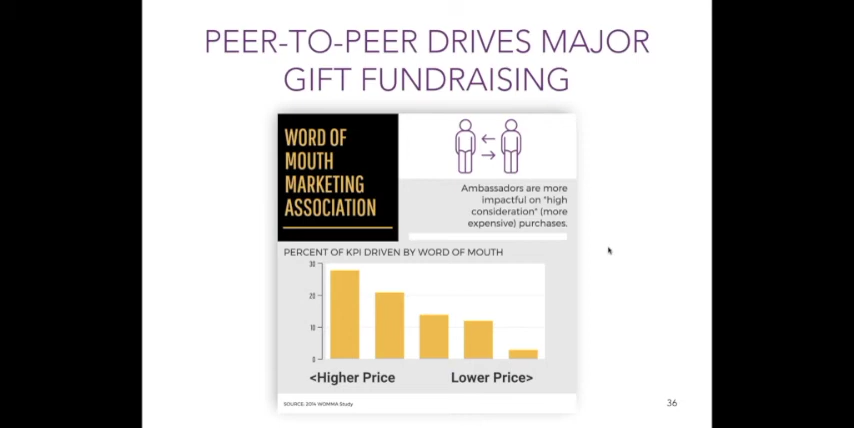 PEER-TO-PEER DRIVES MAJOR
GIFT FUNDRAISING
WORD OF
MOUTH
MARKETING
ASSOCIATION
Ambassadors are more
impactful on "high
consideration" (more
expensive) purchases.
PERCENT OF KPI DRIVEN BY WORD OF MOUTH
30
20
10
0
<Higher Price
Lower Price>
SOURCE: 2014 WOMMA Study
36